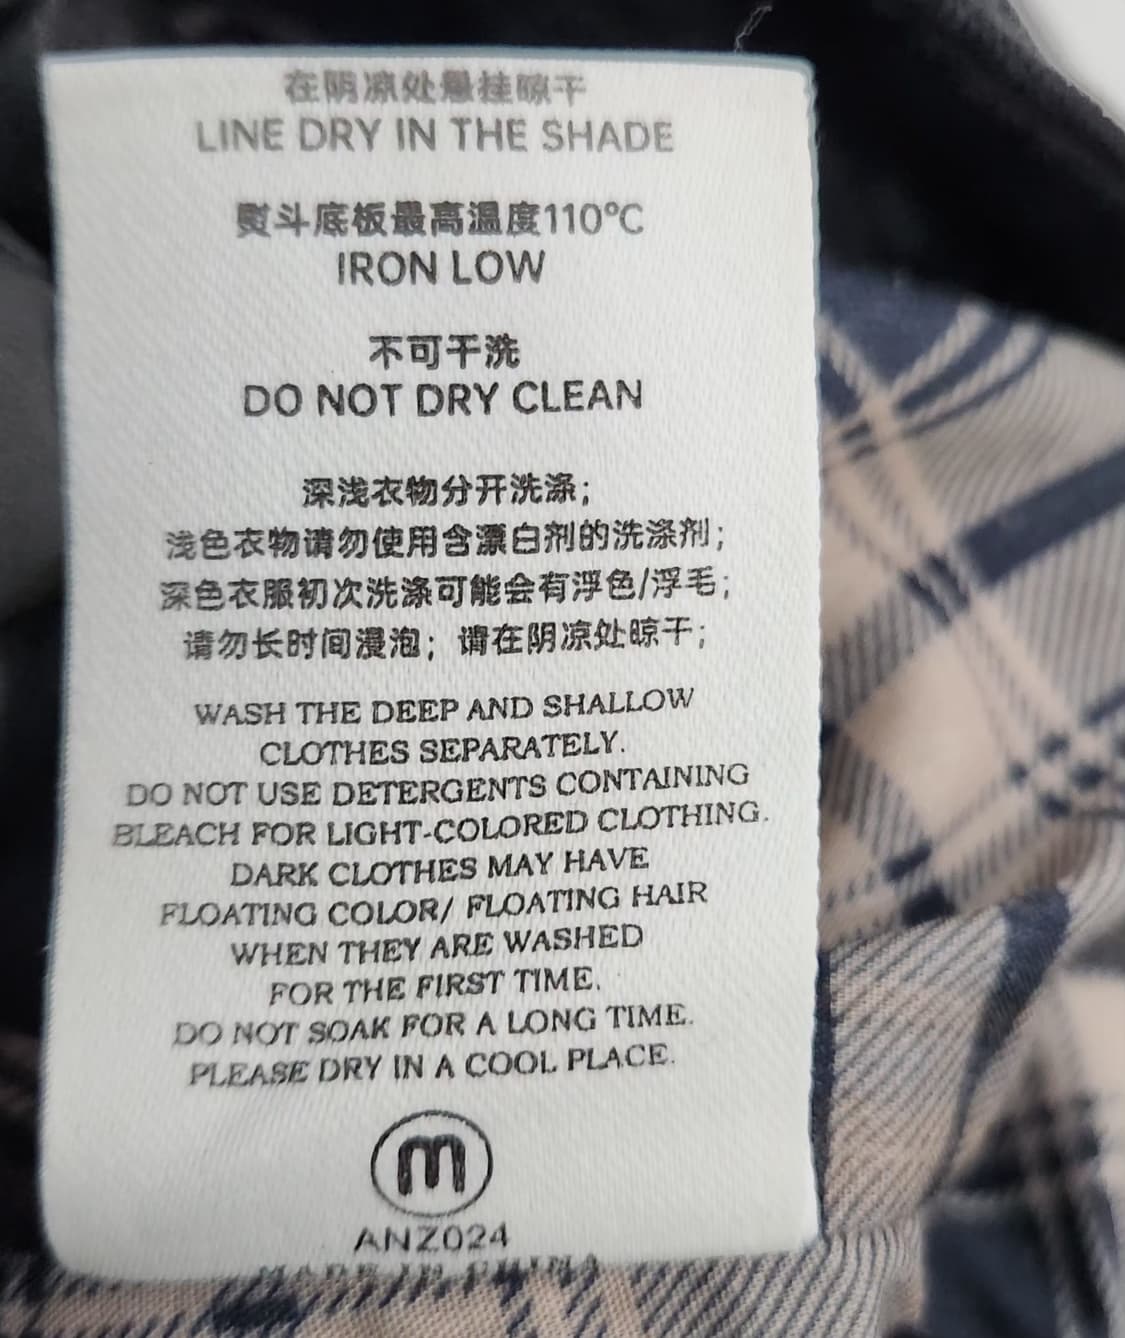 在阴凉处悬挂晾干
LINE DRY IN THE SHADE
熨斗底板最高温度110℃
IRON LOW
不可干洗
DO NOT DRY CLEAN
深浅衣物分开洗涤;
浅色衣物请勿使用含漂白剂的洗涤剂;
深色衣服初次洗涤可能会有浮色/浮毛;
请勿长时间浸泡;请在阴凉处晾干;
WASH THE DEEP AND SHALLOW
CLOTHES SEPARATELY.
DO NOT USE DETERGENTS CONTAINING
BLEACH FOR LIGHT-COLORED CLOTHING.
DARK CLOTHES MAY HAVE
FLOATING COLOR/ FLOATING HAIR
WHEN THEY ARE WASHED
FOR THE FIRST TIME.
DO NOT SOAK FOR A LONG TIME.
PLEASE DRY IN A COOL PLACE.
m
ANZ024
MADE IN CHINA